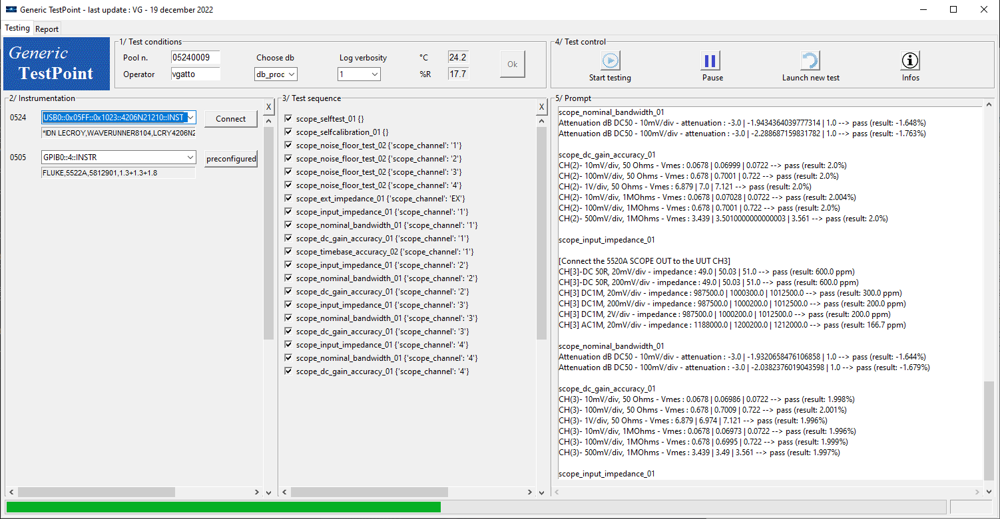 Generic TestPoint - last update : VG - 19 december 2022
Testing Report
Generic
TestPoint
1/ Test conditions
Pool n. 05240009 Choose db Log verbosity °C 24.2 Ok
Operator vgatto db_proc 1 %R 17.7
4/ Test control
Start testing Pause Launch new test Infos
2/ Instrumentation
X
0524 USB0::0x05FF::0x1023::4206N21210::INST Connect
*IDN LECROY,WAVERUNNER8104,LCRY4206N2
0505 GPIB0::4::INSTR preconfigured
FLUKE,5522A,5812901,1.3+1.3+1.8
3/ Test sequence
X
scope_selftest_01 {}
scope_selfcalibration_01 {}
scope_noise_floor_test_02 {'scope_channel': '1'}
scope_noise_floor_test_02 {'scope_channel': '2'}
scope_noise_floor_test_02 {'scope_channel': '3'}
scope_noise_floor_test_02 {'scope_channel': '4'}
scope_ext_impedance_01 {'scope_channel': 'EX'}
scope_input_impedance_01 {'scope_channel': '1'}
scope_nominal_bandwidth_01 {'scope_channel': '1'}
scope_dc_gain_accuracy_01 {'scope_channel': '1'}
scope_timebase_accuracy_02 {'scope_channel': '1'}
scope_input_impedance_01 {'scope_channel': '2'}
scope_nominal_bandwidth_01 {'scope_channel': '2'}
scope_dc_gain_accuracy_01 {'scope_channel': '2'}
scope_input_impedance_01 {'scope_channel': '3'}
scope_nominal_bandwidth_01 {'scope_channel': '3'}
scope_dc_gain_accuracy_01 {'scope_channel': '3'}
scope_input_impedance_01 {'scope_channel': '4'}
scope_nominal_bandwidth_01 {'scope_channel': '4'}
scope_dc_gain_accuracy_01 {'scope_channel': '4'}
5/ Prompt
scope_nominal_bandwidth_01
Attenuation dB DC50 - 10mV/div - attenuation : -3.0 | -1.9434364039777314 | 1.0 --> pass (result: -1.648%)
Attenuation dB DC50 - 100mV/div - attenuation : -3.0 | -2.288687159831782 | 1.0 --> pass (result: -1.763%)
scope_dc_gain_accuracy_01
CH(2)- 10mV/div, 50 Ohms - Vmes : 0.0678 | 0.06999 | 0.0722 --> pass (result: 2.0%)
CH(2)- 100mV/div, 50 Ohms - Vmes : 0.678 | 0.7001 | 0.722 --> pass (result: 2.0%)
CH(2)- 1V/div, 50 Ohms - Vmes : 6.879 | 7.0 | 7.121 --> pass (result: 2.0%)
CH(2)- 10mV/div, 1MOhms - Vmes : 0.0678 | 0.07028 | 0.0722 --> pass (result: 2.004%)
CH(2)- 100mV/div, 1MOhms - Vmes : 0.678 | 0.7001 | 0.722 --> pass (result: 2.0%)
CH(2)- 500mV/div, 1MOhms - Vmes : 3.439 | 3.5010000000000003 | 3.561 --> pass (result: 2.0%)
scope_input_impedance_01
[Connect the 5520A SCOPE OUT to the UUT CH3]
CH[3]-DC 50R, 20mV/div - impedance : 49.0 | 50.03 | 51.0 --> pass (result: 600.0 ppm)
CH[3]-DC 50R, 200mV/div - impedance : 49.0 | 50.03 | 51.0 --> pass (result: 600.0 ppm)
CH[3] DC1M, 20mV/div - impedance : 987500.0 | 1000300.0 | 1012500.0 --> pass (result: 300.0 ppm)
CH[3] DC1M, 200mV/div - impedance : 987500.0 | 1000200.0 | 1012500.0 --> pass (result: 200.0 ppm)
CH[3] DC1M, 2V/div - impedance : 987500.0 | 1000200.0 | 1012500.0 --> pass (result: 200.0 ppm)
CH[3] AC1M, 20mV/div - impedance : 1188000.0 | 1200200.0 | 1212000.0 --> pass (result: 166.7 ppm)
scope_nominal_bandwidth_01
Attenuation dB DC50 - 10mV/div - attenuation : -3.0 | -1.9320658476106858 | 1.0 --> pass (result: -1.644%)
Attenuation dB DC50 - 100mV/div - attenuation : -3.0 | -2.0382376019043598 | 1.0 --> pass (result: -1.679%)
scope_dc_gain_accuracy_01
CH(3)- 10mV/div, 50 Ohms - Vmes : 0.0678 | 0.06986 | 0.0722 --> pass (result: 1.998%)
CH(3)- 100mV/div, 50 Ohms - Vmes : 0.678 | 0.7009 | 0.722 --> pass (result: 2.001%)
CH(3)- 1V/div, 50 Ohms - Vmes : 6.879 | 6.974 | 7.121 --> pass (result: 1.996%)
CH(3)- 10mV/div, 1MOhms - Vmes : 0.0678 | 0.06973 | 0.0722 --> pass (result: 1.996%)
CH(3)- 100mV/div, 1MOhms - Vmes : 0.678 | 0.6995 | 0.722 --> pass (result: 1.999%)
CH(3)- 500mV/div, 1MOhms - Vmes : 3.439 | 3.49 | 3.561 --> pass (result: 1.997%)
scope_input_impedance_01